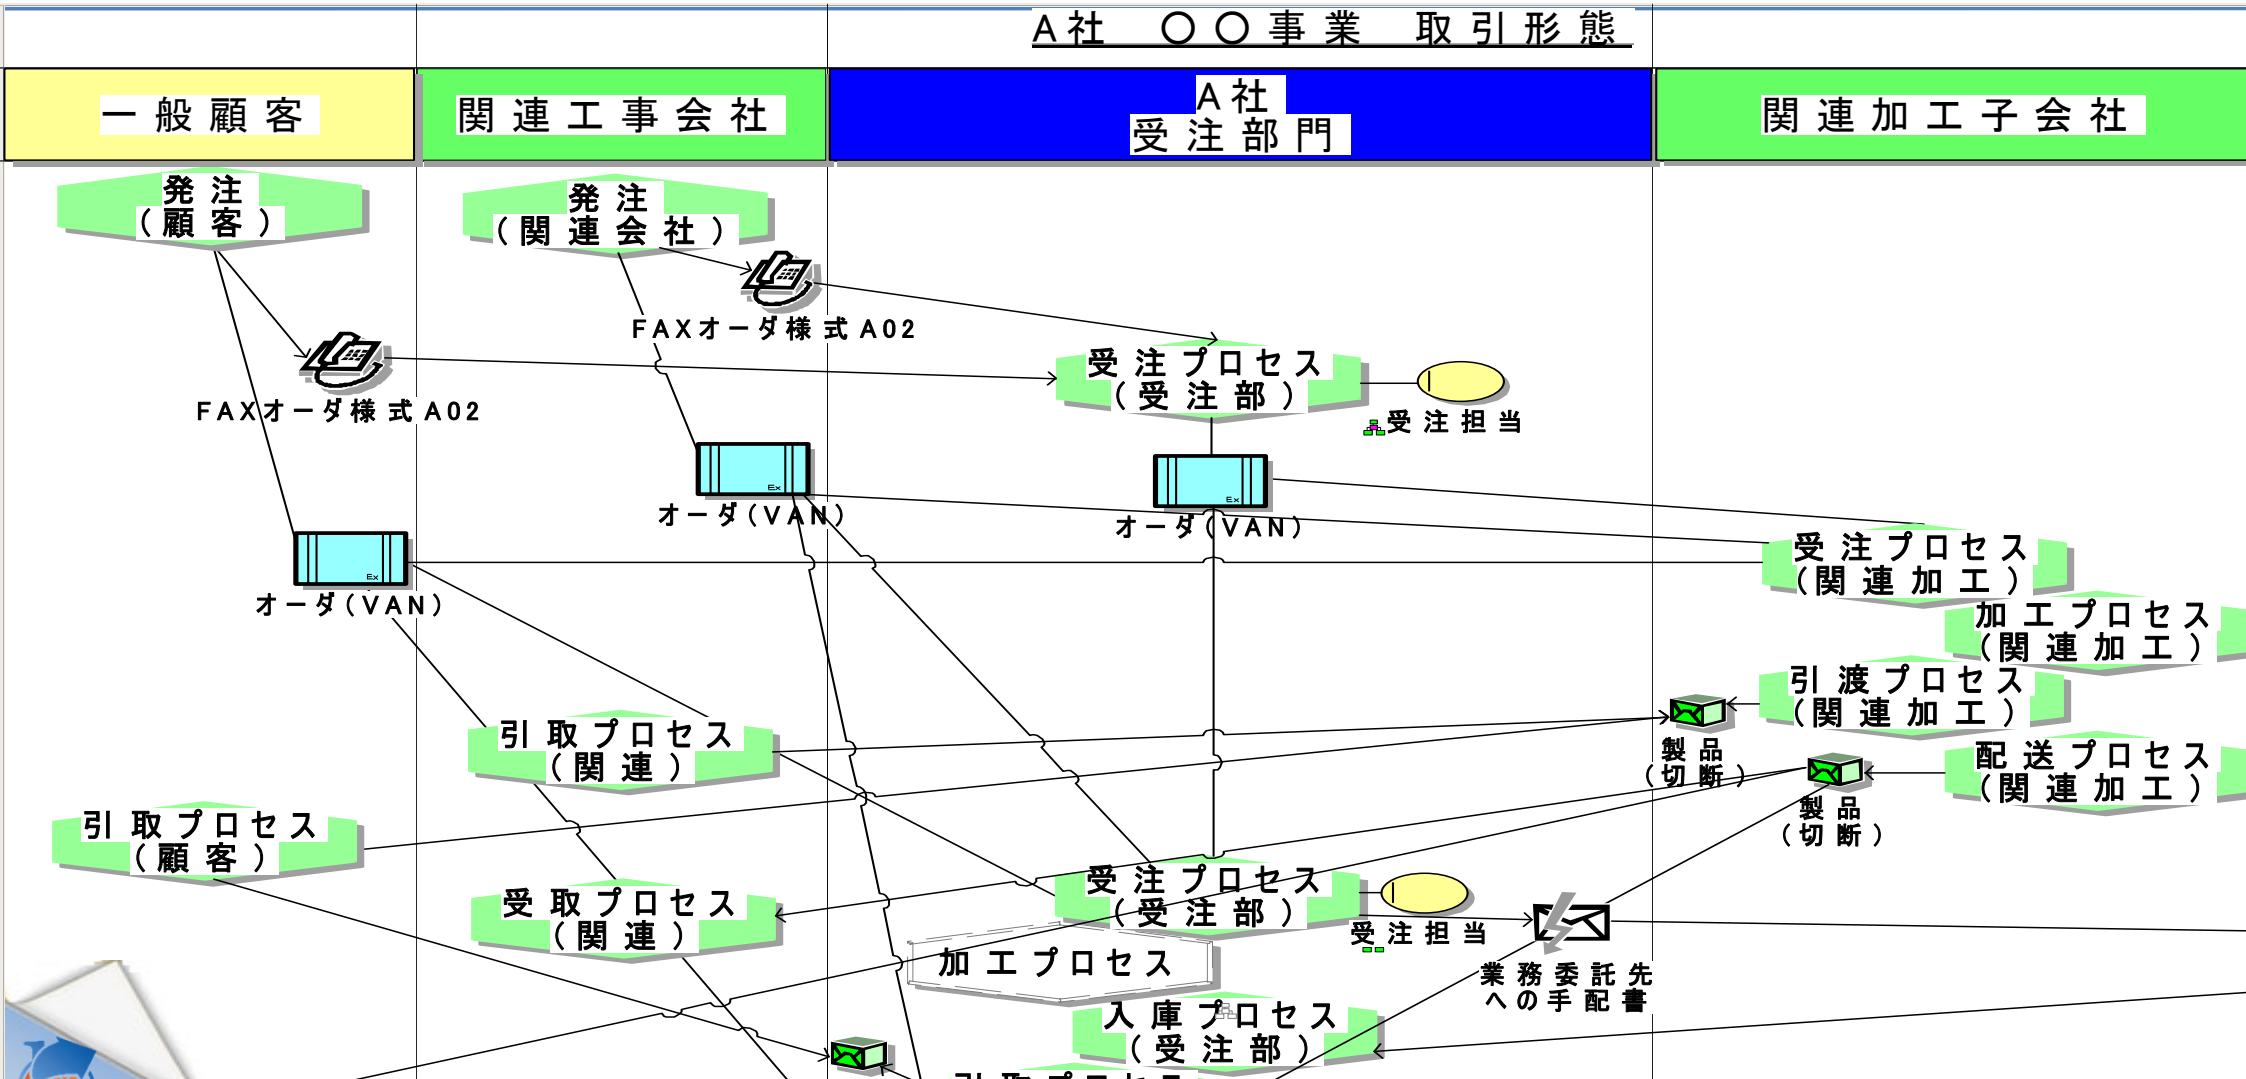 A社 〇〇事業 取引形態
一般顧客
関連工事会社
A社
受注部門
関連加工子会社
発注
(顧客)
発注
(関連会社)
FAXオーダ様式A02
FAXオーダ様式A02
受注プロセス
(受注部)
受注担当
Ex
オーダ(VAN)
Ex
オーダ(VAN)
Ex
オーダ(VAN)
受注プロセス
(関連加工)
加工プロセス
(関連加工)
引渡プロセス
(関連加工)
製品
(切断)
配送プロセス
(関連加工)
製品
(切断)
引取プロセス
(関連)
引取プロセス
(顧客)
受取プロセス
(関連)
受注プロセス
(受注部)
受注担当
業務委託先
への手配書
加工プロセス
入庫プロセス
(受注部)
引取プロセス